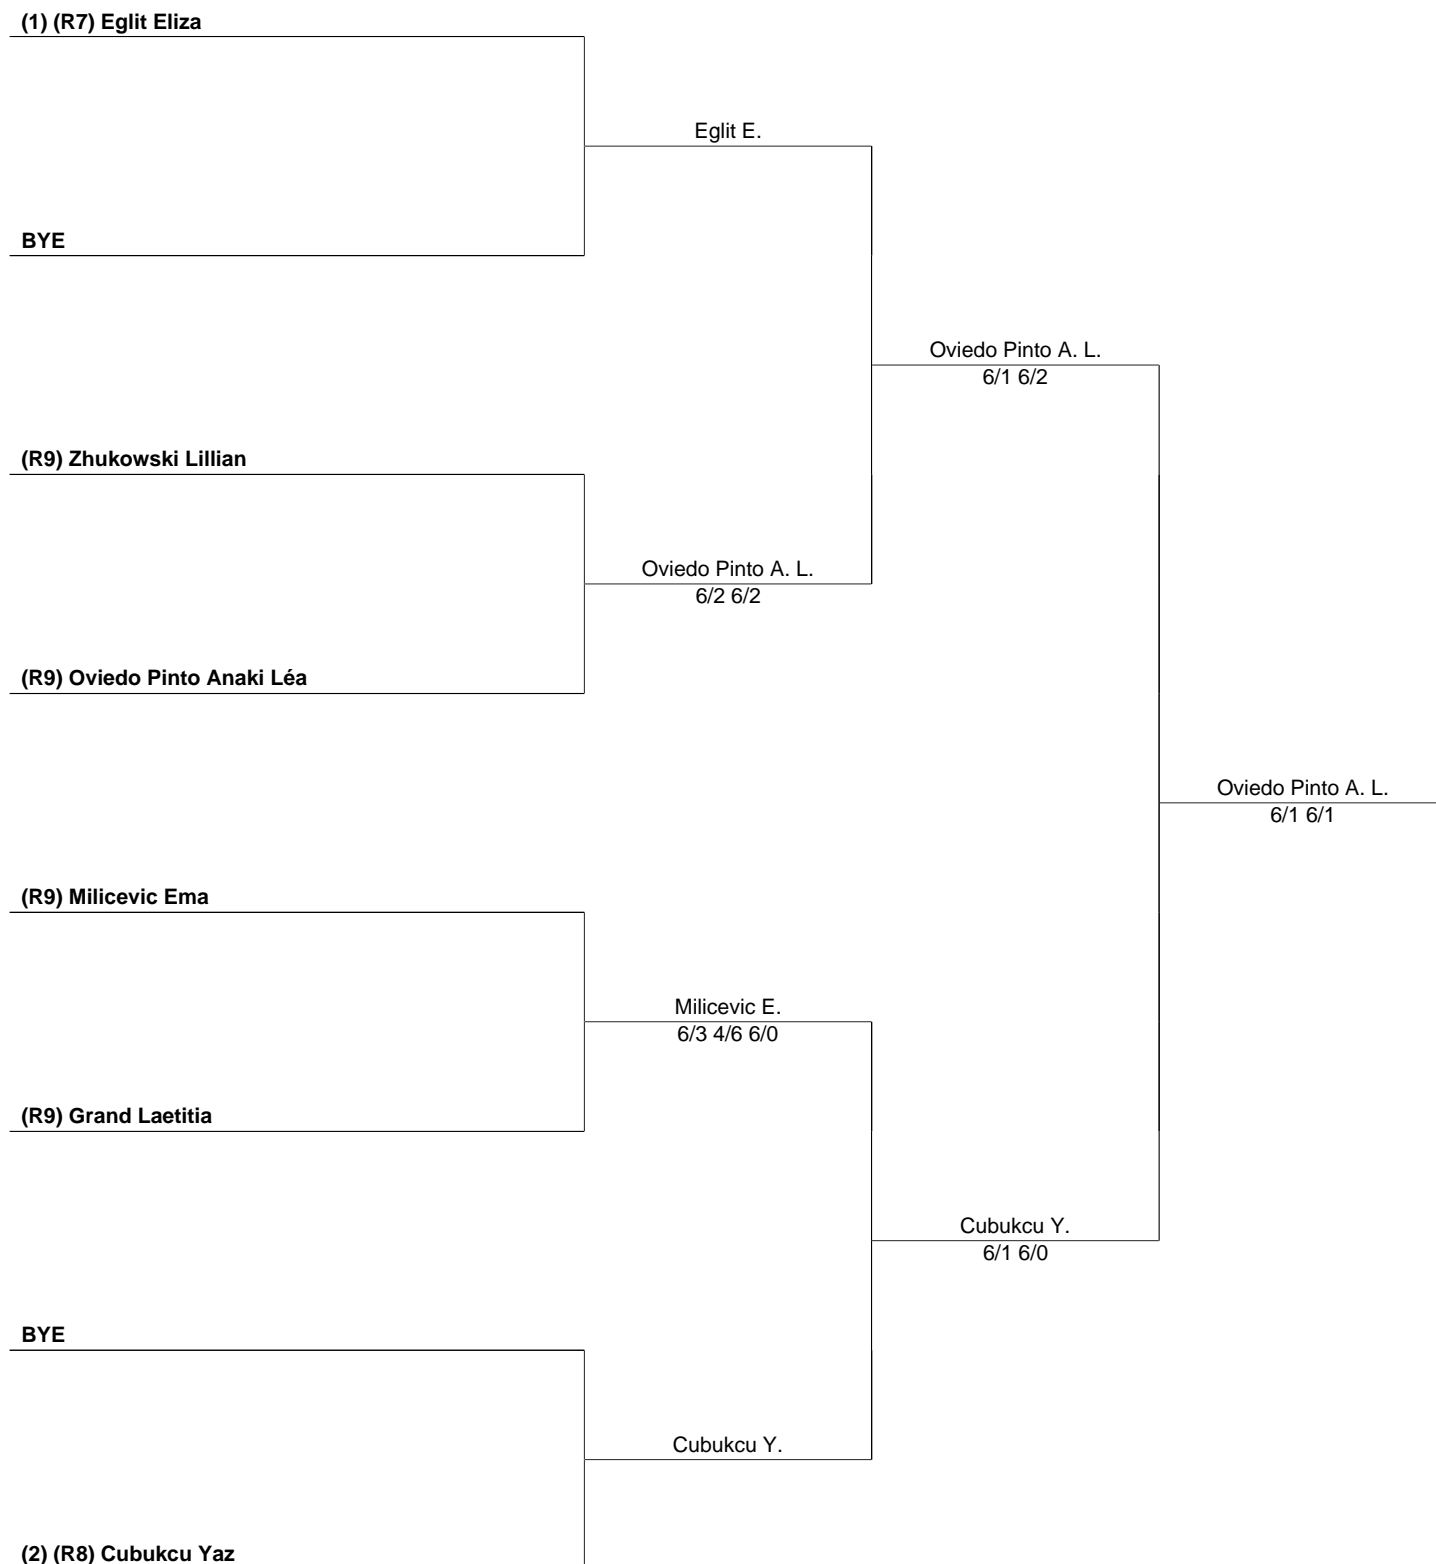 (1) (R7) Eglit Eliza
Eglit E.
BYE
Oviedo Pinto A. L.
6/1 6/2
(R9) Zhukowski Lillian
Oviedo Pinto A. L.
6/2 6/2
(R9) Oviedo Pinto Anaki Léa
Oviedo Pinto A. L.
6/1 6/1
(R9) Milicevic Ema
Milicevic E.
6/3 4/6 6/0
(R9) Grand Laetitia
Cubukcu Y.
6/1 6/0
BYE
Cubukcu Y.
(2) (R8) Cubukcu Yaz